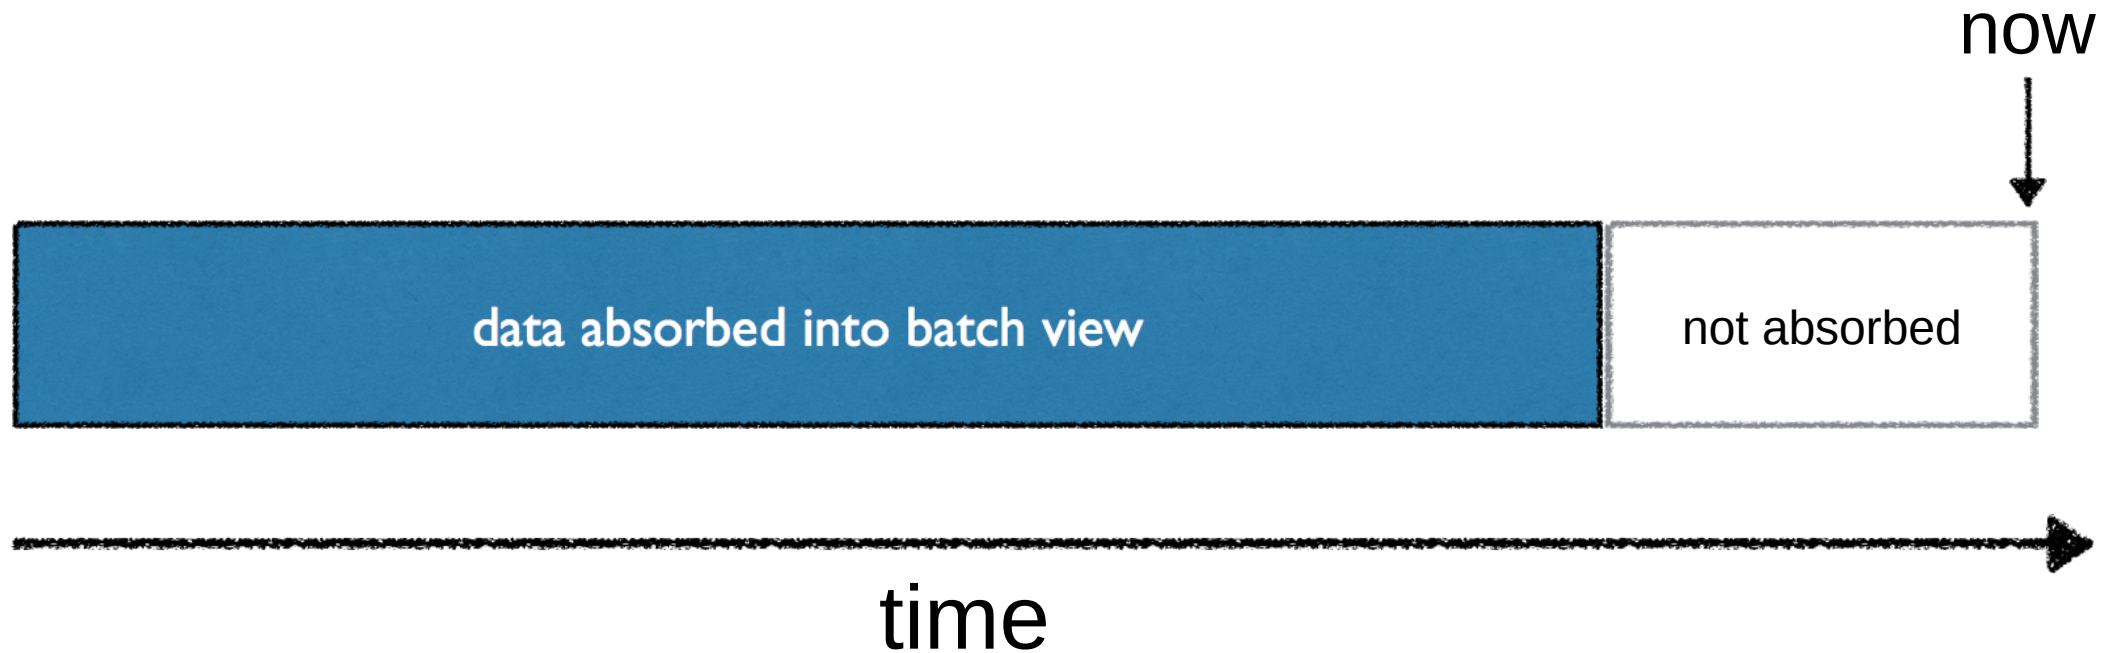 now
data absorbed into batch view
not absorbed
time